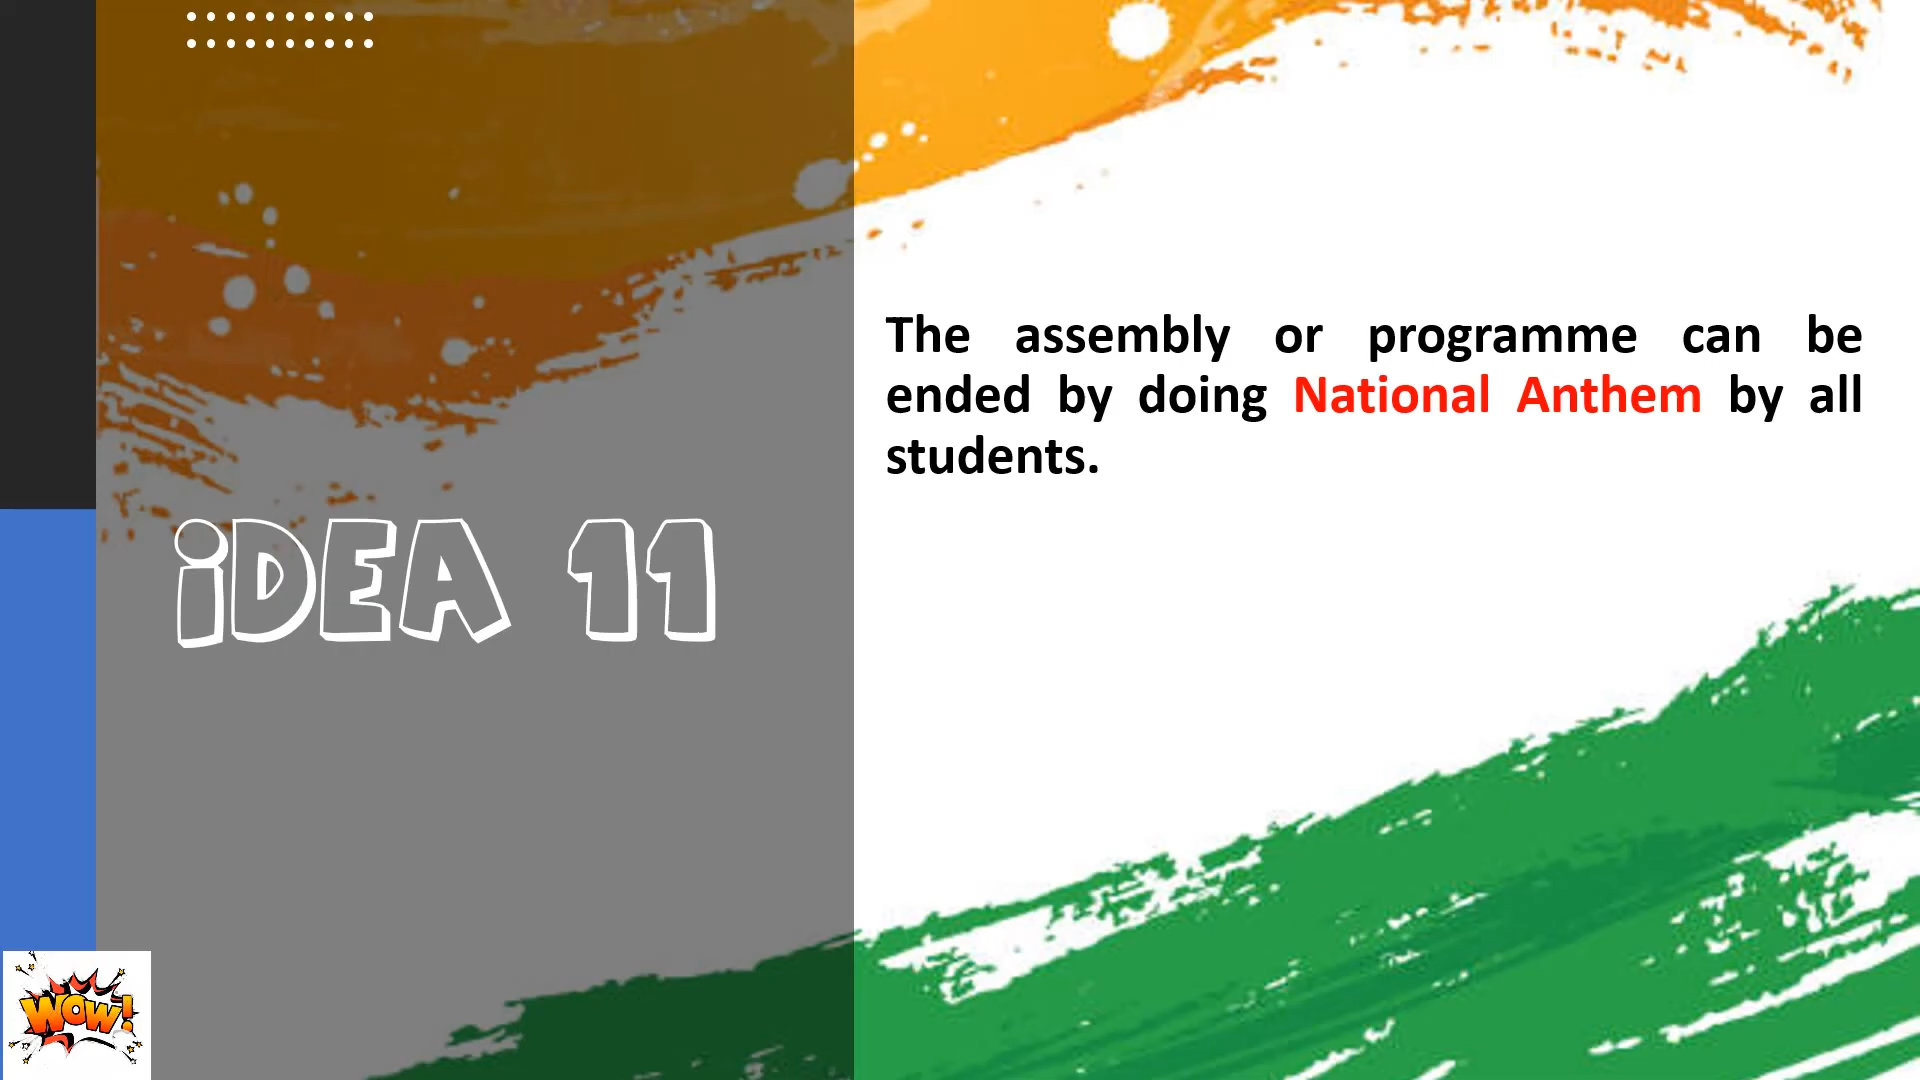 iDEA 11
The assembly or programme can be
ended by doing National Anthem by all
students.
WOW!